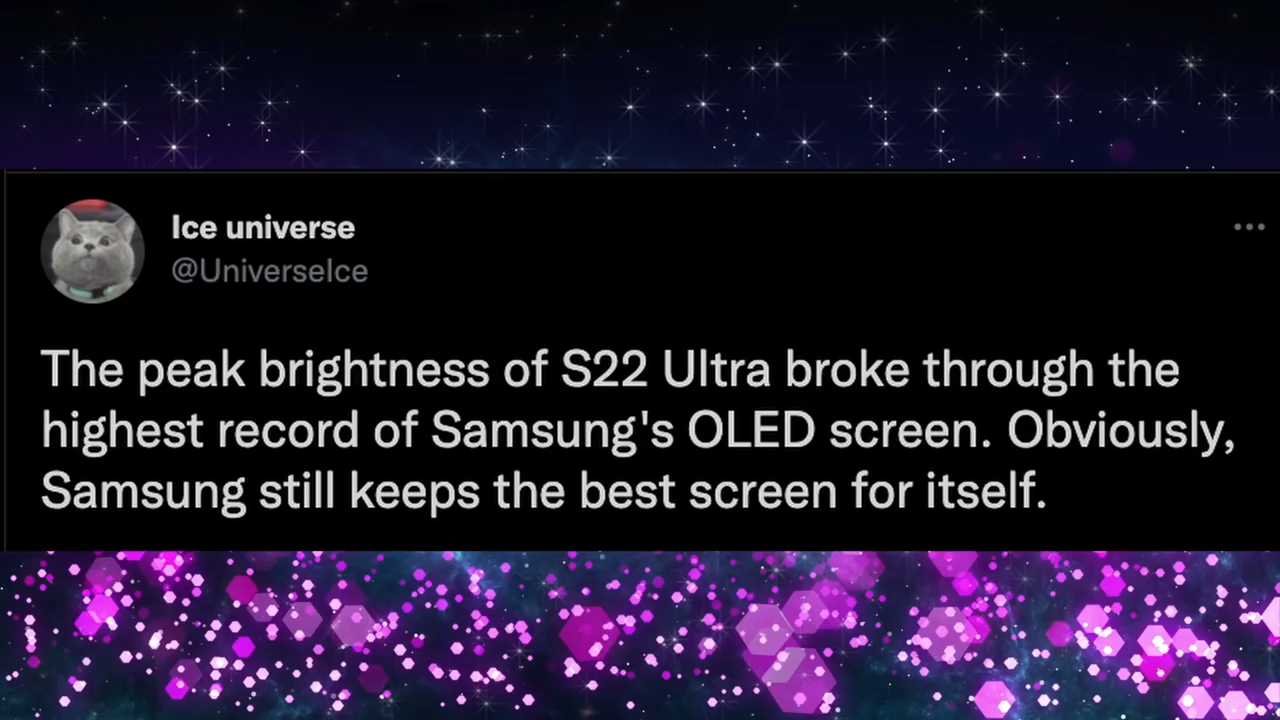 Ice universe
@UniverseIce
The peak brightness of S22 Ultra broke through the
highest record of Samsung's OLED screen. Obviously,
Samsung still keeps the best screen for itself.